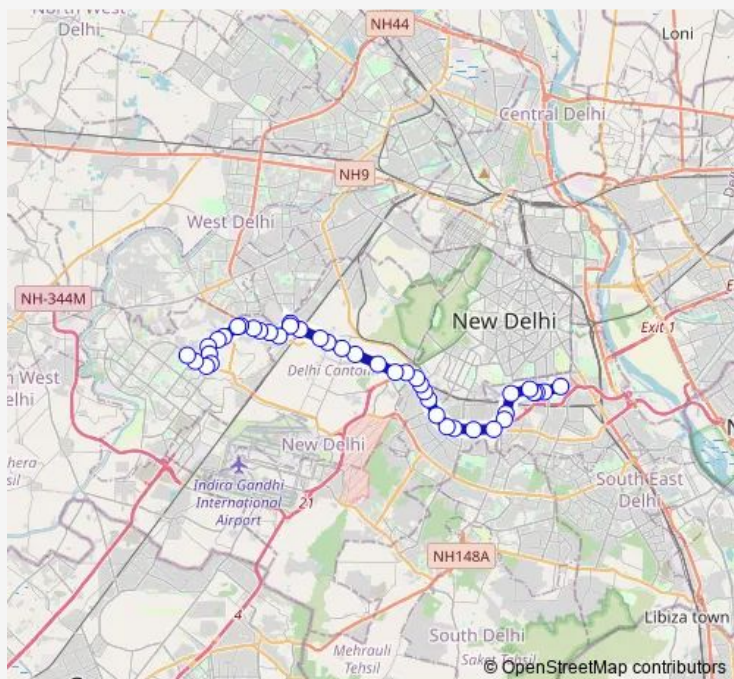 North West
Delhi
NH44
Loni
Central Delhi
NH9
West Delhi
NH-344M
New Delhi
Exit 1
West
Delhi
Delhi Canton
New Delhi
Indira Gandhi
International
Airport
21
South East
Delhi
NH148A
4
Libiza town
South Delhi
Mehrauli
Tehsil
Saket Tehsil
© OpenStreetMap contributors